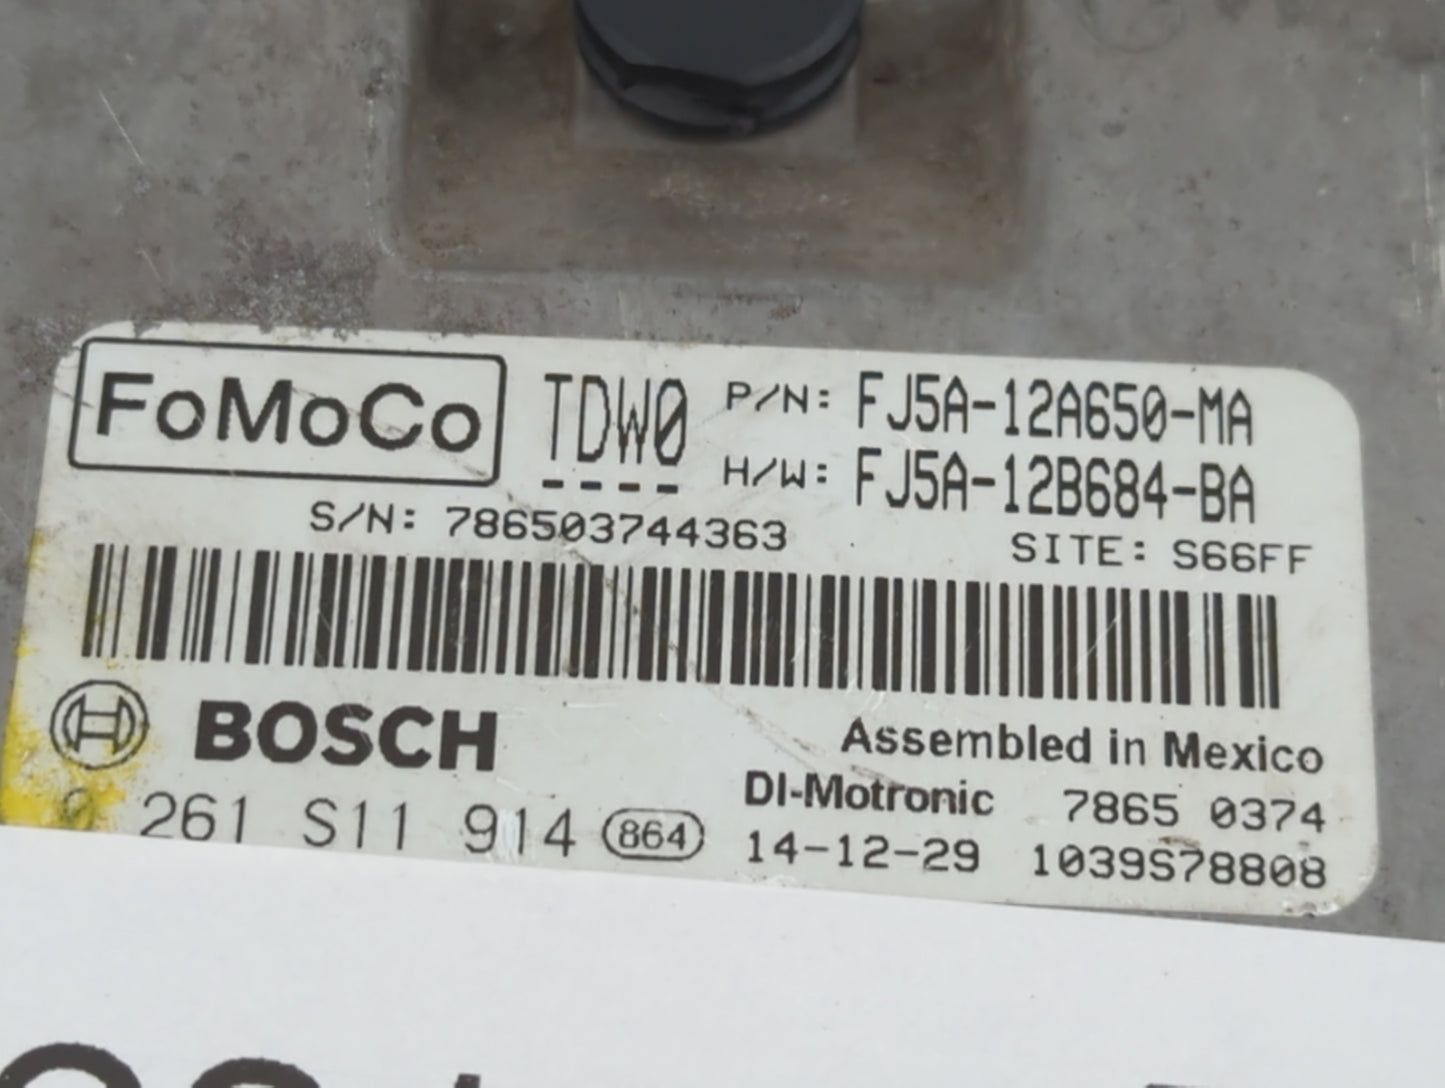 FoMoCo TDW0 P/N: FJ5A-12A650-MA
---- H/W: FJ5A-12B684-BA
S/N: 786503744363 SITE: S66FF
BOSCH Assembled in Mexico
DI-Motronic 7865 0374
261 S11 914 864 14-12-29 1039S78808